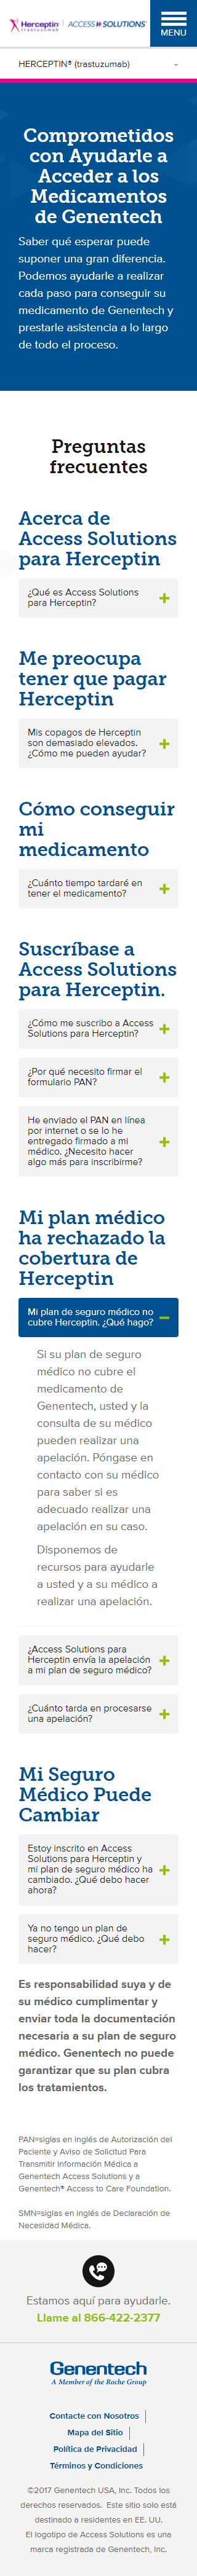 Herceptin
trastuzumab
ACCESS SOLUTIONS®
MENU
HERCEPTIN® (trastuzumab)
Comprometidos
con Ayudarle a
Acceder a los
Medicamentos
de Genentech
Saber qué esperar puede
suponer una gran diferencia.
Podemos ayudarle a realizar
cada paso para conseguir su
medicamento de Genentech y
prestarle asistencia a lo largo
de todo el proceso.
Preguntas
frecuentes
Acerca de
Access Solutions
para Herceptin
¿Qué es Access Solutions
para Herceptin?
Me preocupa
tener que pagar
Herceptin
Mis copagos de Herceptin
son demasiado elevados.
¿Cómo me pueden ayudar?
Cómo conseguir
mi
medicamento
¿Cuánto tiempo tardaré en
tener el medicamento?
Suscríbase a
Access Solutions
para Herceptin.
¿Cómo me suscribo a Access
Solutions para Herceptin?
¿Por qué necesito firmar el
formulario PAN?
He enviado el PAN en línea
por internet o se lo he
entregado firmado a mi
médico. ¿Necesito hacer
algo más para inscribirme?
Mi plan médico
ha rechazado la
cobertura de
Herceptin
Mi plan de seguro médico no
cubre Herceptin. ¿Qué hago?
Si su plan de seguro
médico no cubre el
medicamento de
Genentech, usted y la
consulta de su médico
pueden realizar una
apelación. Póngase en
contacto con su médico
para saber si es
adecuado realizar una
apelación en su caso.
Disponemos de
recursos para ayudarle
a usted y a su médico a
realizar una apelación.
¿Access Solutions para
Herceptin envía la apelación
a mi plan de seguro médico?
¿Cuánto tarda en procesarse
una apelación?
Mi Seguro
Médico Puede
Cambiar
Estoy inscrito en Access
Solutions para Herceptin y
mi plan de seguro médico ha
cambiado. ¿Qué debo hacer
ahora?
Ya no tengo un plan de
seguro médico. ¿Qué debo
hacer?
Es responsabilidad suya y de
su médico cumplimentar y
enviar toda la documentación
necesaria a su plan de seguro
médico. Genentech no puede
garantizar que su plan cubra
los tratamientos.
PAN=siglas en inglés de Autorización del
Paciente y Aviso de Solicitud Para
Transmitir Información Médica a
Genentech Access Solutions y a
Genentech® Access to Care Foundation.
SMN=siglas en inglés de Declaración de
Necesidad Médica.
Estamos aquí para ayudarle.
Llame al 866-422-2377
Genentech
A Member of the Roche Group
Contacte con Nosotros
Mapa del Sitio
Política de Privacidad
Términos y Condiciones
©2017 Genentech USA, Inc. Todos los
derechos reservados. Este sitio solo está
destinado a residentes en EE. UU.
El logotipo de Access Solutions es una
marca registrada de Genentech, Inc.